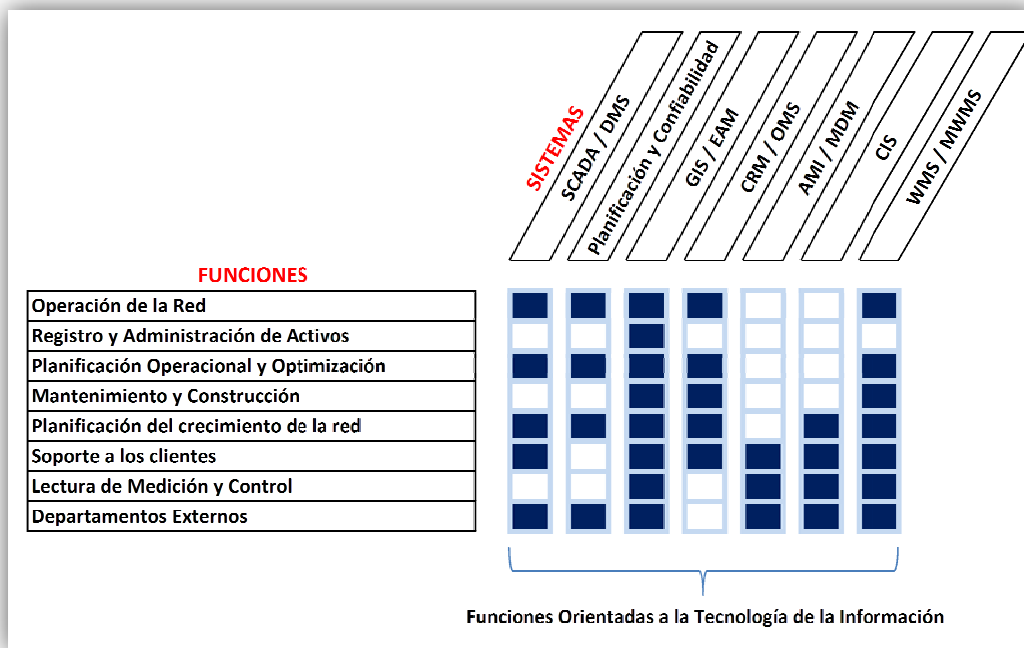 SISTEMAS
SCADA / DMS
Planificación y Confiabilidad
GIS / EAM
CRM / OMS
AMI / MDM
CIS
WMS / MWMS
FUNCIONES
Operación de la Red
Registro y Administración de Activos
Planificación Operacional y Optimización
Mantenimiento y Construcción
Planificación del crecimiento de la red
Soporte a los clientes
Lectura de Medición y Control
Departamentos Externos
Funciones Orientadas a la Tecnología de la Información